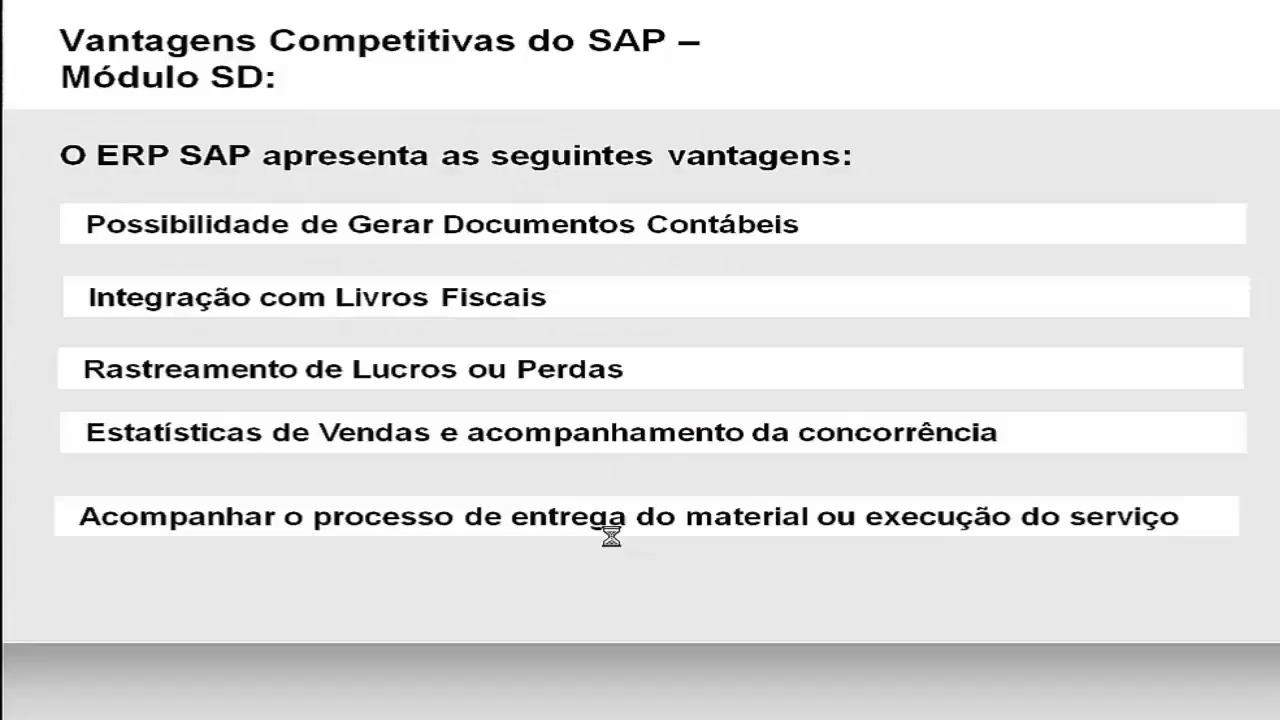 Vantagens Competitivas do SAP –
Módulo SD:
O ERP SAP apresenta as seguintes vantagens:
Possibilidade de Gerar Documentos Contábeis
Integração com Livros Fiscais
Rastreamento de Lucros ou Perdas
Estatísticas de Vendas e acompanhamento da concorrência
Acompanhar o processo de entrega do material ou execução do serviço